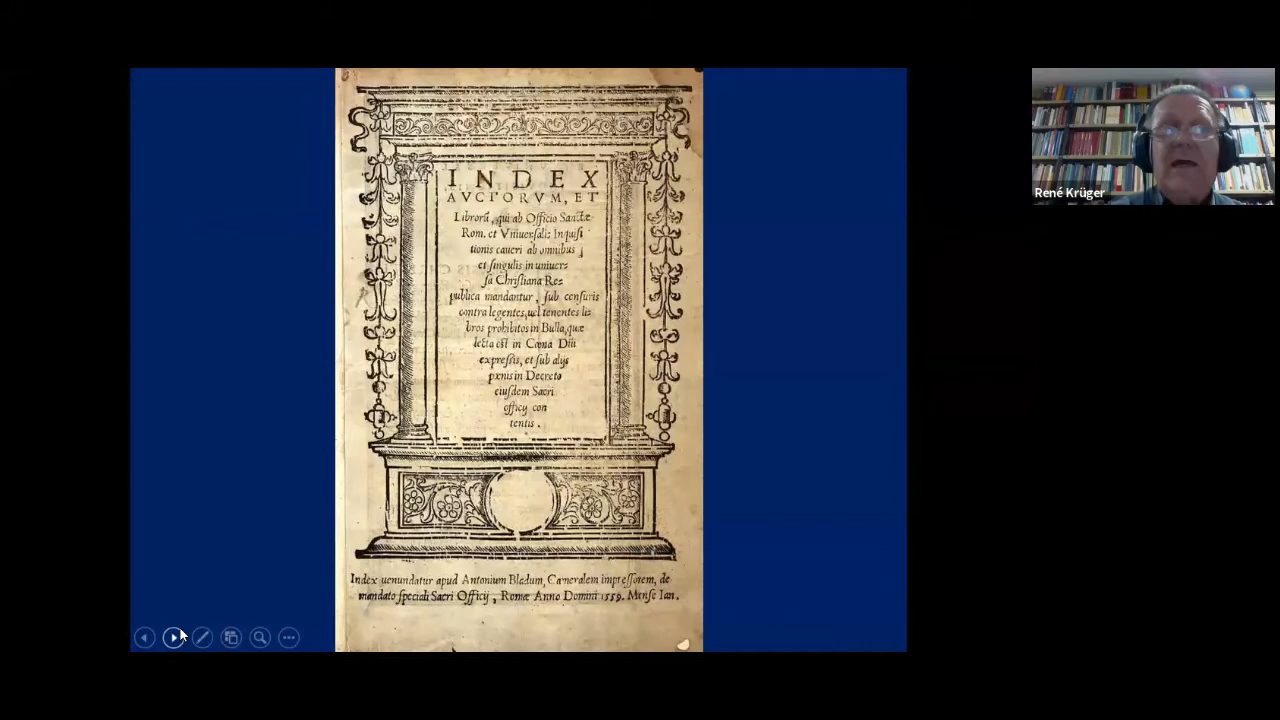 INDEX
AVCTORVM, ET
Librorū, qui ab Officio Sanctæ
Rom. et Vniuersalis Inquisi
tionis caueri ab omnibus
et singulis in uniuer⸗
sa Christiana Re⸗
publica mandantur, sub censuris
contra legentes, uel tenentes li⸗
bros prohibitos in Bulla, quæ
lecta est in Cœna Dñi
expressis, et sub alijs
pœnis in Decreto
eiusdem Sacri
officij con
tentis.
Index uenundatur apud Antonium Bladum, Cameralem impressorem, de
mandato speciali Sacri Officij, Romæ Anno Domini 1559. Mense Ian.
René Krüger